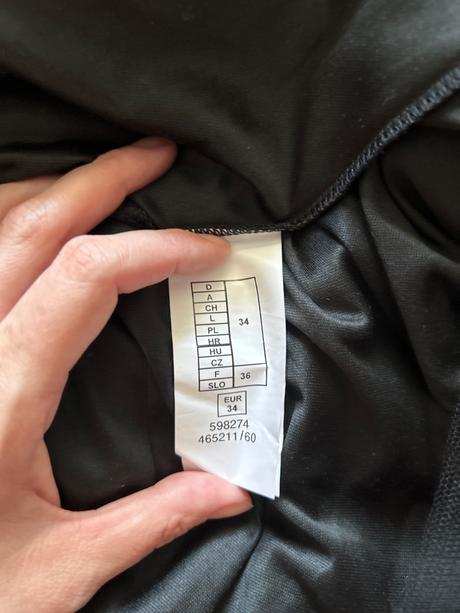 D
A
CH
L
PL
HR
HU
CZ
34
F
SLO
36
EUR
34
598274
465211/60